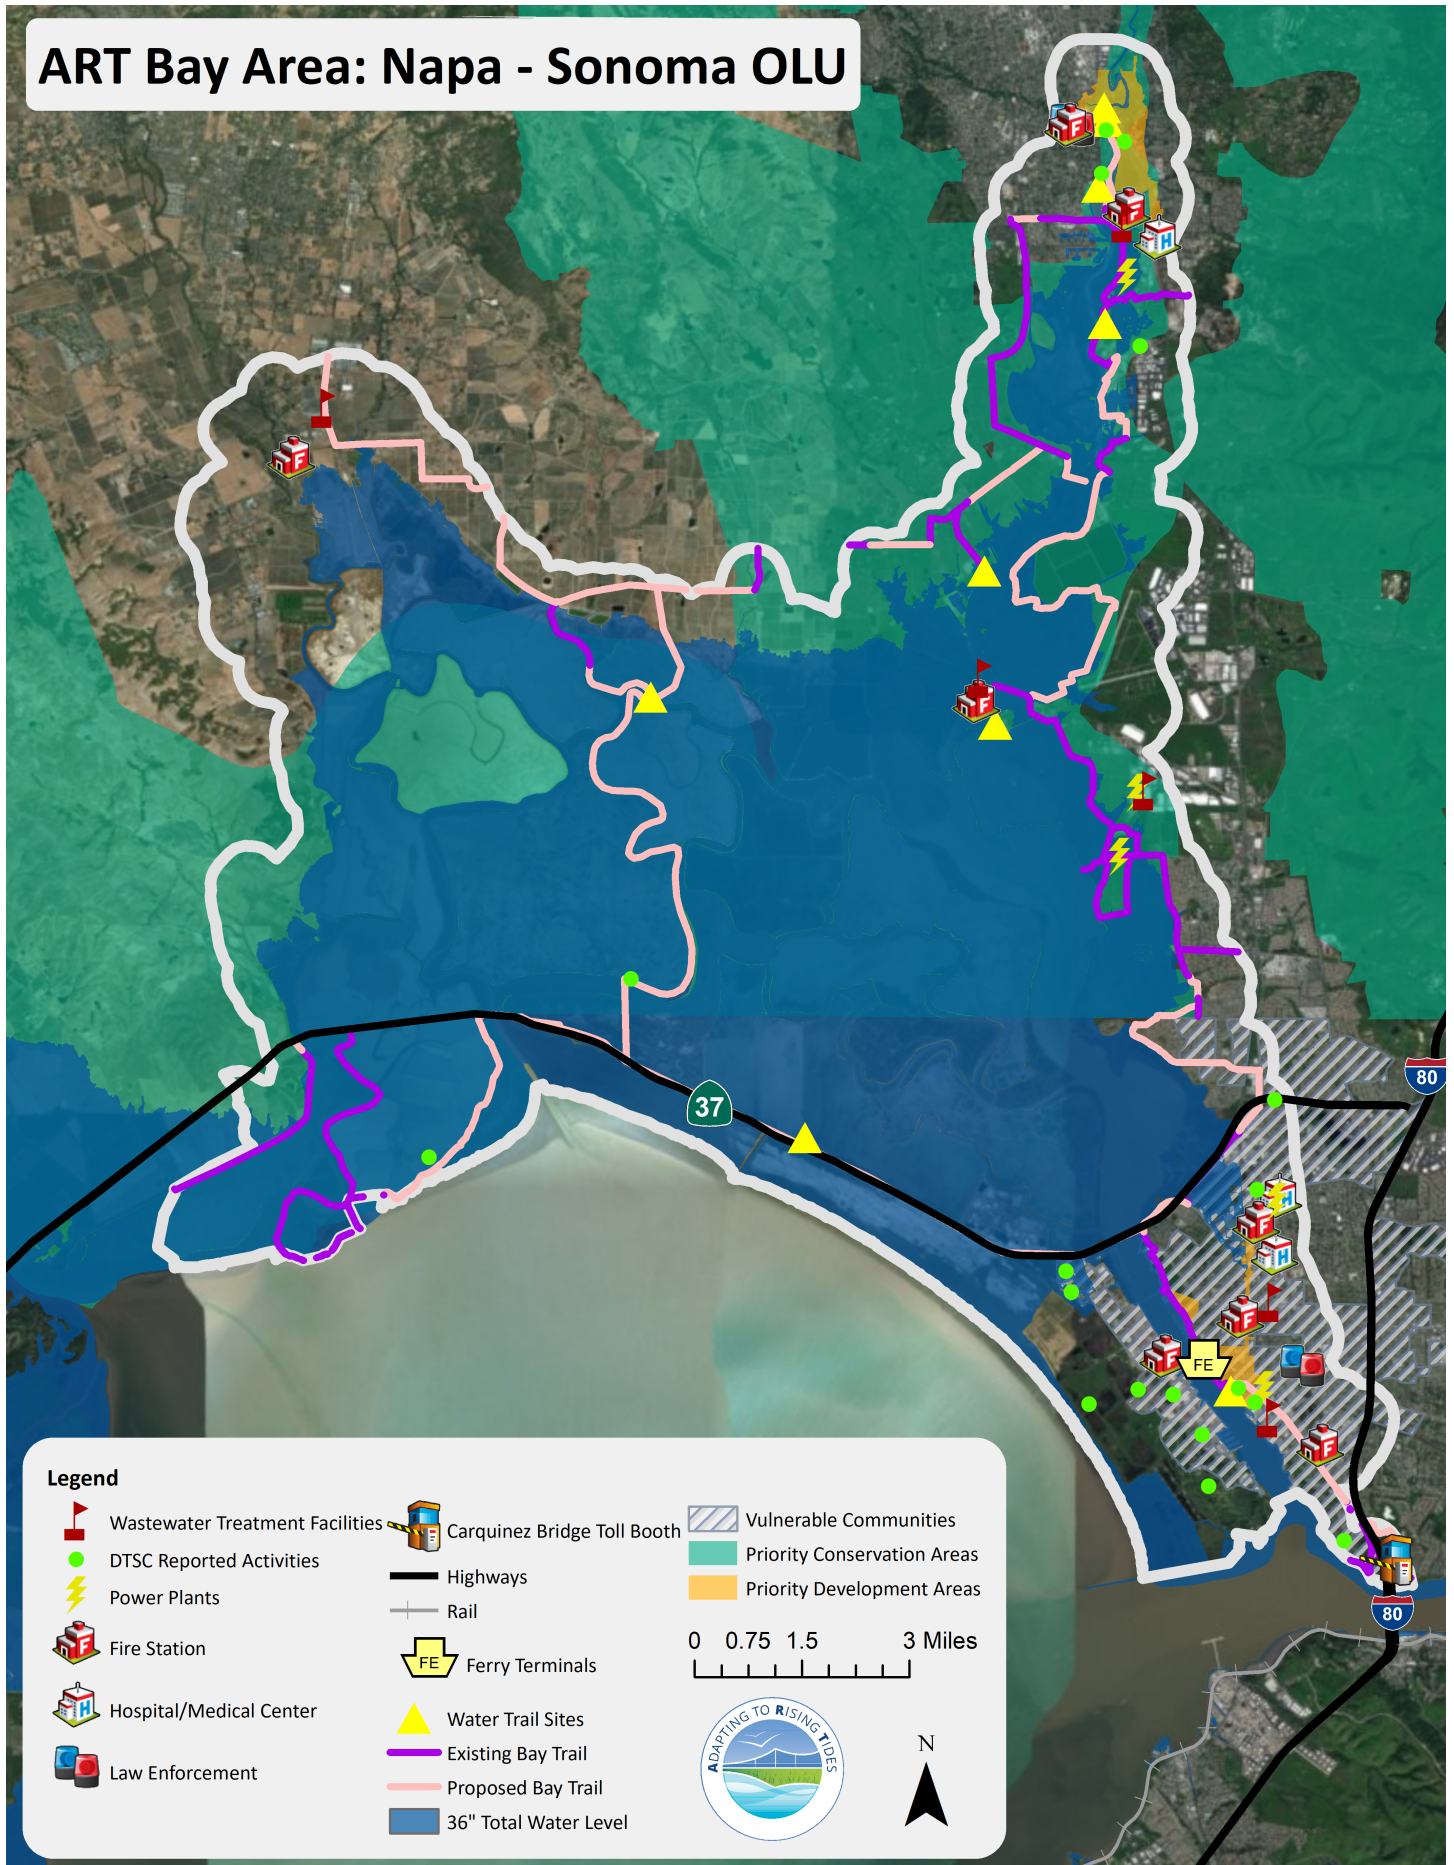 ART Bay Area: Napa - Sonoma OLU
F
F
H
F
F
37
80
H
F
H
F
F
FE
F
80
Legend
Wastewater Treatment Facilities
DTSC Reported Activities
Power Plants
F
Fire Station
H
Hospital/Medical Center
Law Enforcement
Carquinez Bridge Toll Booth
Highways
Rail
FE
Ferry Terminals
Water Trail Sites
Existing Bay Trail
Proposed Bay Trail
36" Total Water Level
Vulnerable Communities
Priority Conservation Areas
Priority Development Areas
0 0.75 1.5 3 Miles
ADAPTING TO RISING TIDES
N